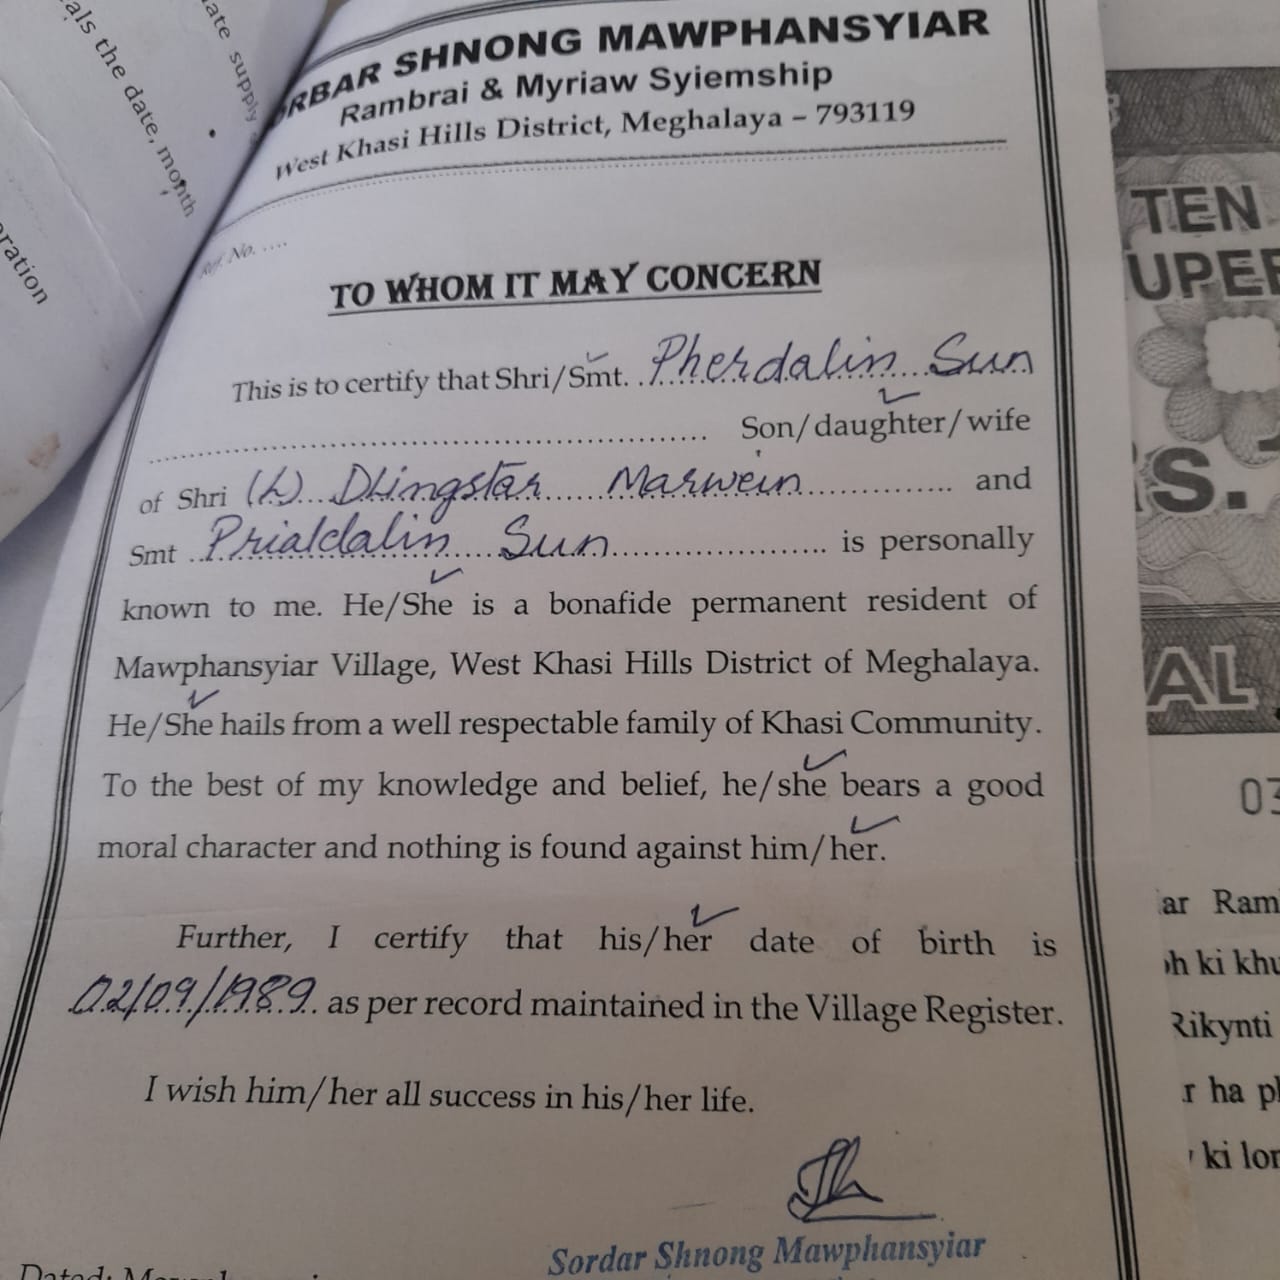 als the date, month
ate supply
oration
ORBAR SHNONG MAWPHANSYIAR
Rambrai & Myriaw Syiemship
West Khasi Hills District, Meghalaya – 793119
Ref. No. ....
TO WHOM IT MAY CONCERN
This is to certify that Shri/Smt. Pherdalin Sun
Son/daughter/wife
of Shri (L) Dlingstar Marwein and
Smt Prialdalin Sun is personally
known to me. He/She is a bonafide permanent resident of
Mawphansyiar Village, West Khasi Hills District of Meghalaya.
He/She hails from a well respectable family of Khasi Community.
To the best of my knowledge and belief, he/she bears a good
moral character and nothing is found against him/her.
Further, I certify that his/her date of birth is
02/09/1989 as per record maintained in the Village Register.
I wish him/her all success in his/her life.
Sordar Shnong Mawphansyiar
TEN
UPEE
S.
AL
03
ar Ram
h ki khu
Rikynti
r ha pl
ki lor